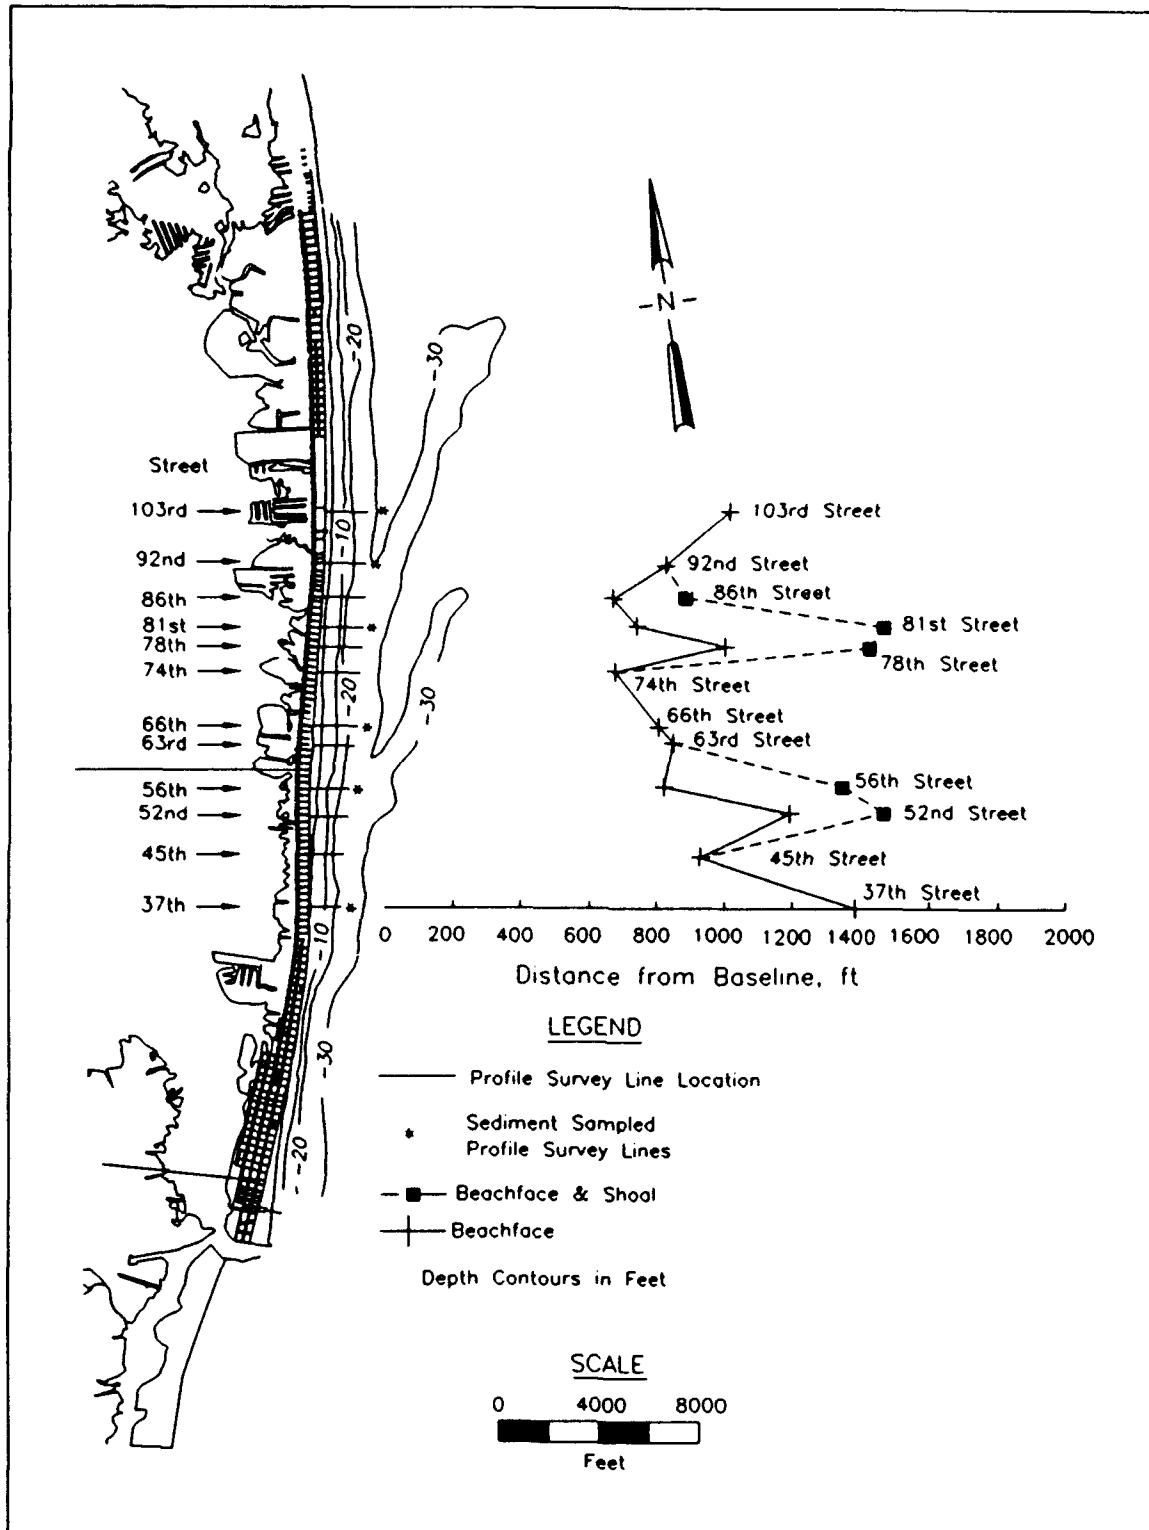 -20
-30
-N-
Street
103rd
103rd Street
-10
92nd
92nd Street
86th
86th Street
81st
81st Street
78th
78th Street
74th
74th Street
-20
-30
66th
66th Street
63rd
63rd Street
56th
56th Street
52nd
52nd Street
45th
45th Street
37th
37th Street
-10
0 200 400 600 800 1000 1200 1400 1600 1800 2000
Distance from Baseline, ft
LEGEND
-30
Profile Survey Line Location
Sediment Sampled
Profile Survey Lines
-20
Beachface & Shoal
Beachface
Depth Contours in Feet
SCALE
0 4000 8000
Feet